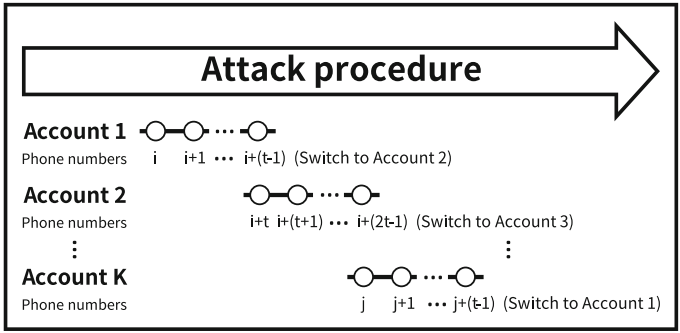 Attack procedure
Account 1
Phone numbers i i+1 ··· i+(t-1) (Switch to Account 2)
Account 2
Phone numbers i+t i+(t+1) ··· i+(2t-1) (Switch to Account 3)
Account K
Phone numbers j j+1 ··· j+(t-1) (Switch to Account 1)